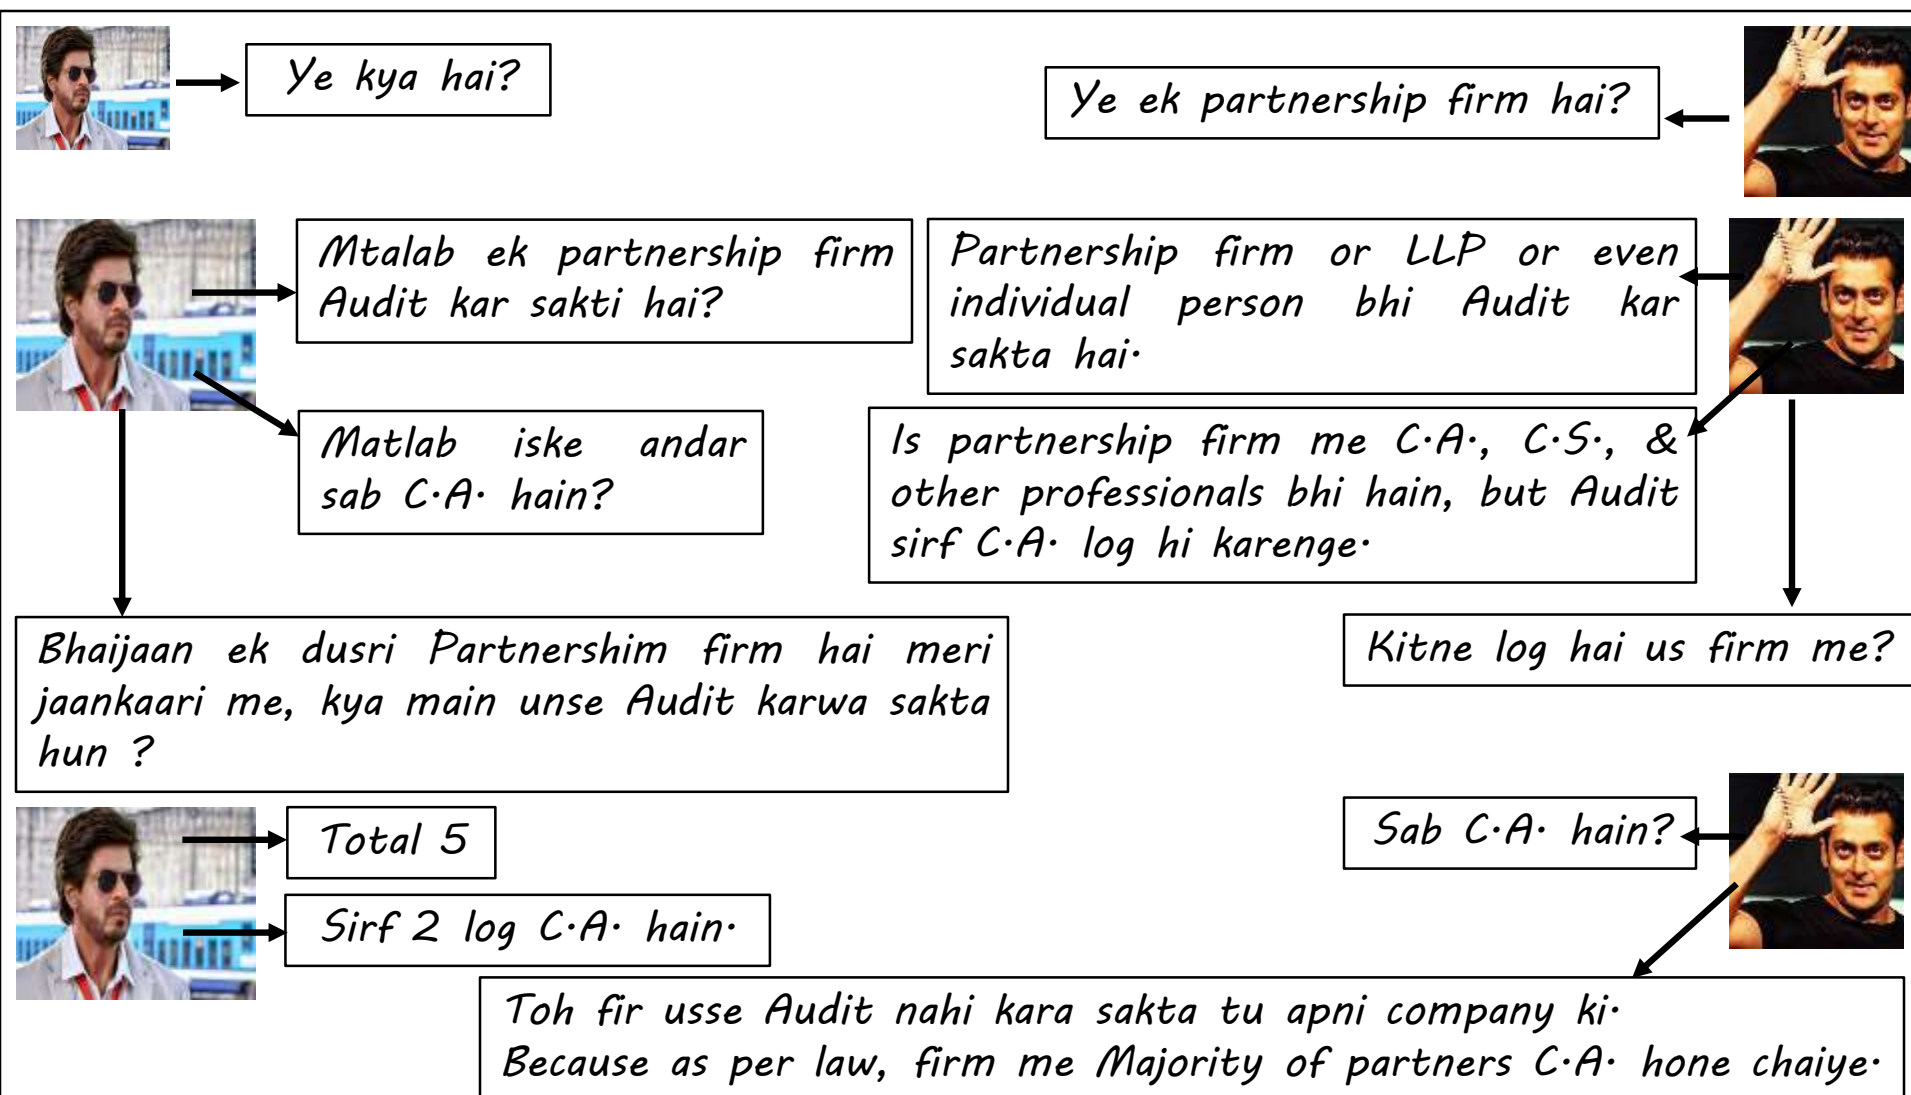 Ye kya hai?
Ye ek partnership firm hai?
Mtalab ek partnership firm
Audit kar sakti hai?
Partnership firm or LLP or even
individual person bhi Audit kar
sakta hai.
Matlab iske andar
sab C.A. hain?
Is partnership firm me C.A., C.S., &
other professionals bhi hain, but Audit
sirf C.A. log hi karenge.
Bhaijaan ek dusri Partnershim firm hai meri
jaankaari me, kya main unse Audit karwa sakta
hun ?
Kitne log hai us firm me?
Total 5
Sab C.A. hain?
Sirf 2 log C.A. hain.
Toh fir usse Audit nahi kara sakta tu apni company ki.
Because as per law, firm me Majority of partners C.A. hone chaiye.